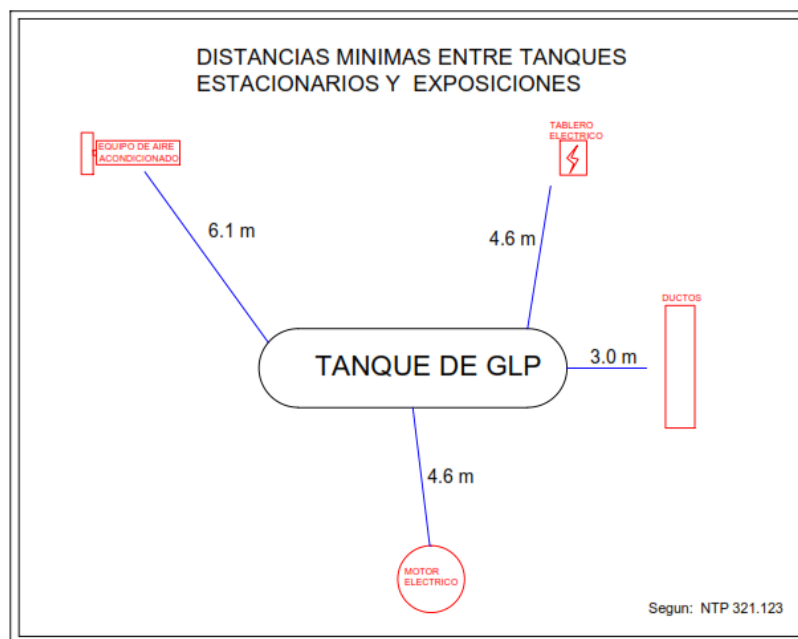 DISTANCIAS MINIMAS ENTRE TANQUES
ESTACIONARIOS Y EXPOSICIONES
EQUIPO DE AIRE
ACONDICIONADO
TABLERO
ELECTRICO
6.1 m
4.6 m
DUCTOS
TANQUE DE GLP
3.0 m
4.6 m
MOTOR
ELECTRICO
Segun: NTP 321.123